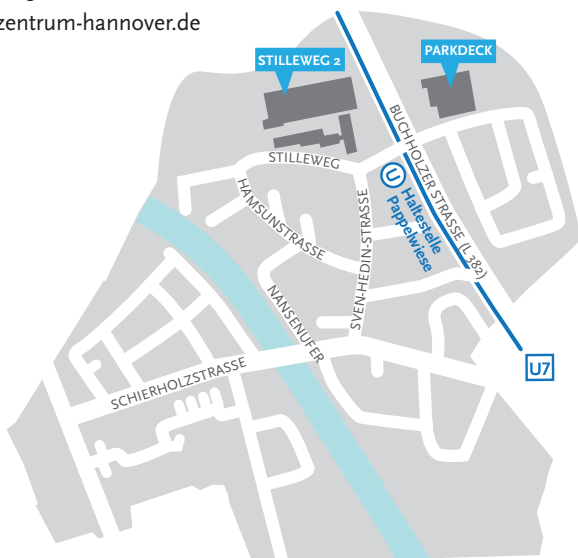 zentrum-hannover.de
STILLEWEG 2
PARKDECK
BUCHHOLZER STRASSE (L 382)
STILLEWEG
U
Haltestelle
Pappelwiese
HAMSUNSTRASSE
SVEN-HEDIN-STRASSE
NANSENUFER
SCHIERHOLZSTRASSE
U7